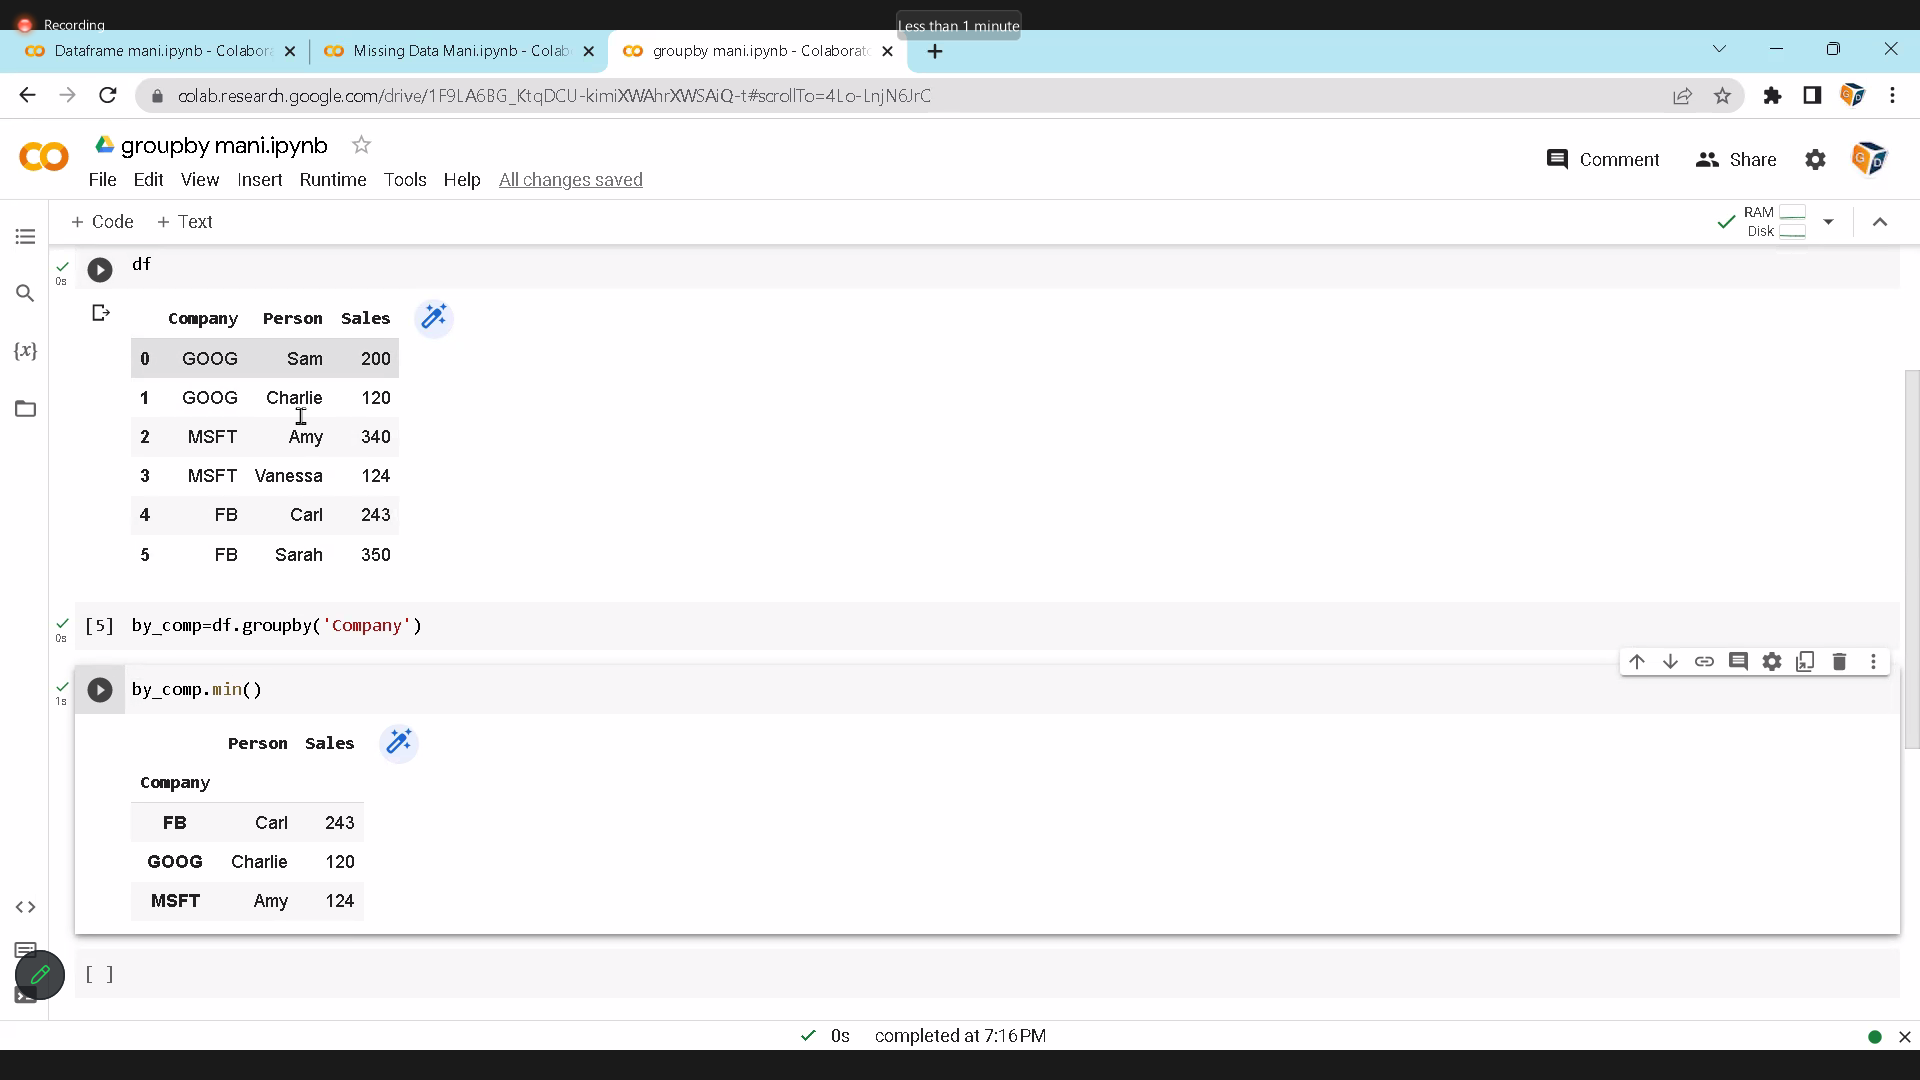 Recording
Less than 1 minute
Dataframe mani.ipynb - Colabora
Missing Data Mani.ipynb - Colab
groupby mani.ipynb - Colaborato
colab.research.google.com/drive/1F9LA6BG_KtqDCU-kimiXWAhrXWSAiQ-t#scrollTo=4Lo-LnjN6JrC
groupby mani.ipynb
Comment
Share
File Edit View Insert Runtime Tools Help All changes saved
+ Code + Text
RAM
Disk
df
0s
Company Person Sales
0 GOOG Sam 200
1 GOOG Charlie 120
2 MSFT Amy 340
3 MSFT Vanessa 124
4 FB Carl 243
5 FB Sarah 350
[5] by_comp=df.groupby('Company')
0s
by_comp.min()
1s
Person Sales
Company
FB Carl 243
GOOG Charlie 120
MSFT Amy 124
[ ]
0s completed at 7:16 PM